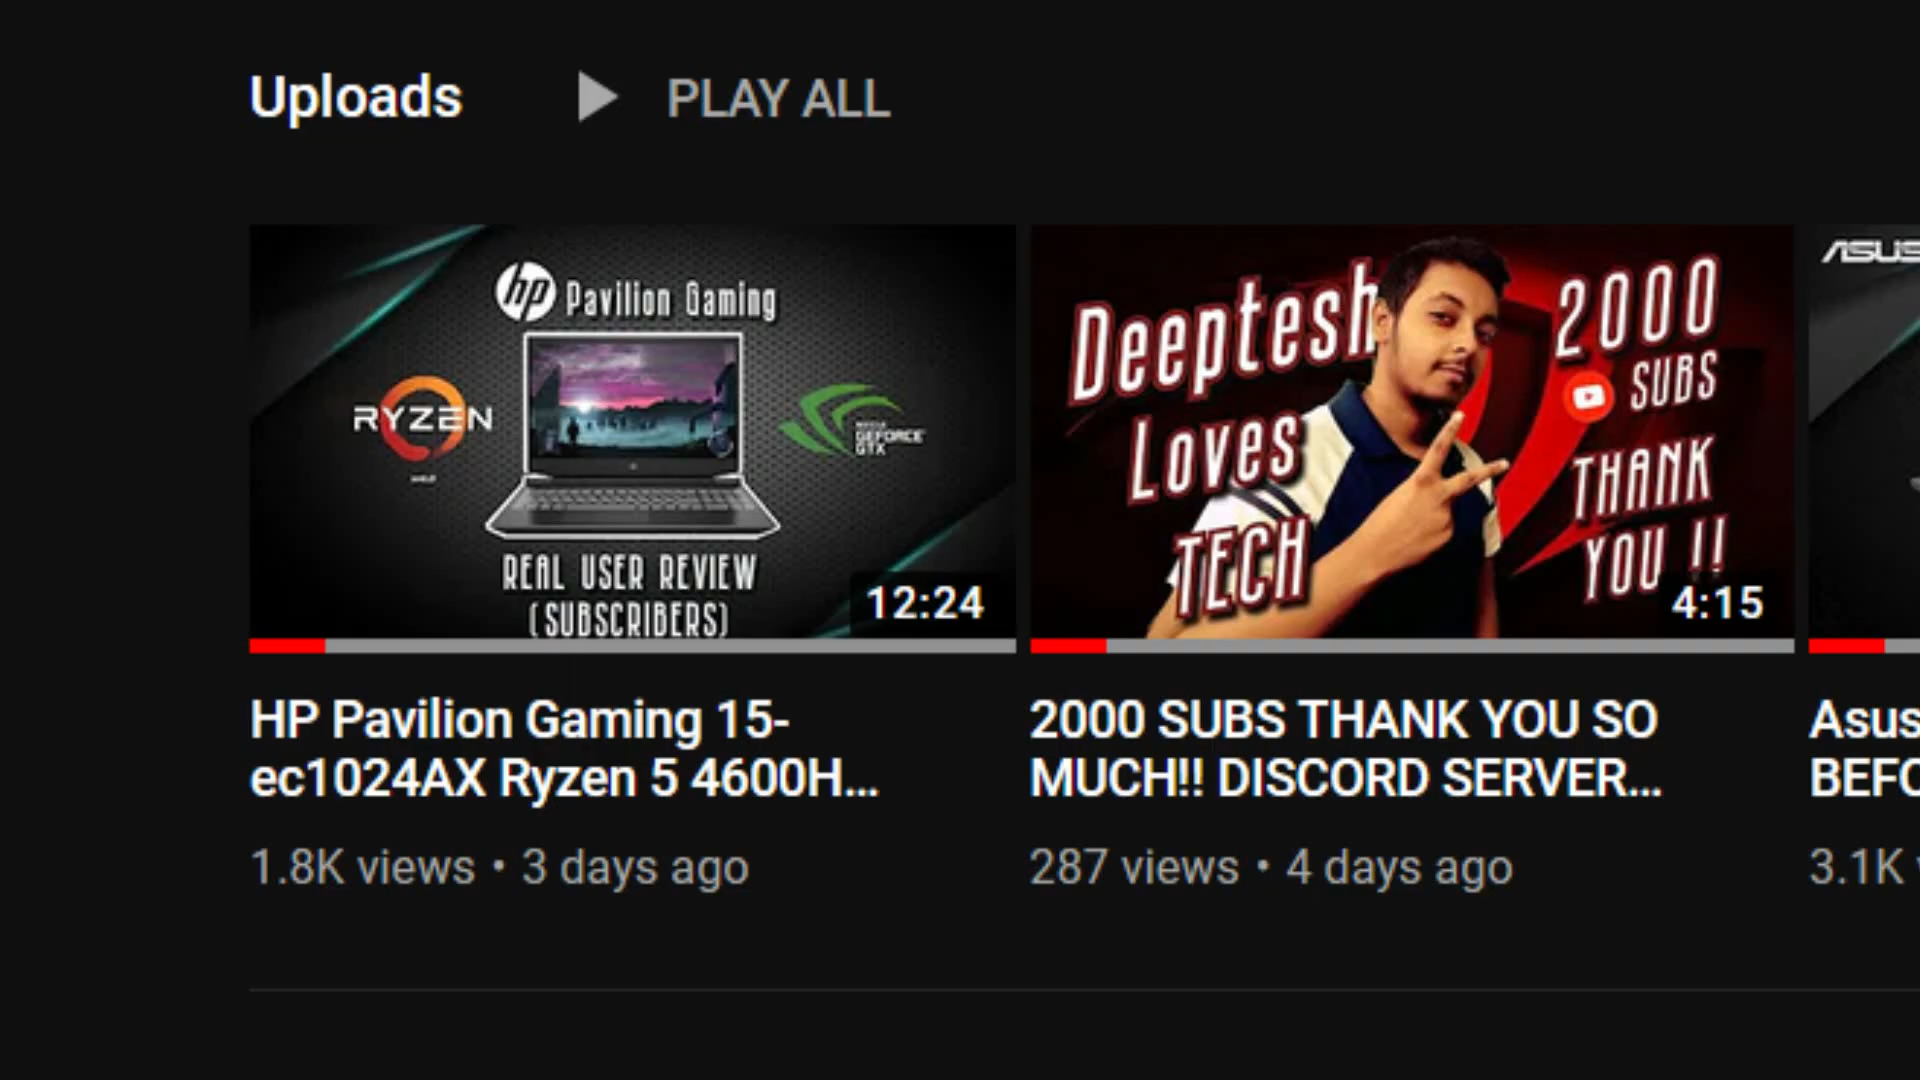 Uploads
PLAY ALL
hp Pavilion Gaming
RYZEN
AMD
NVIDIA
GEFORCE
GTX
REAL USER REVIEW
(SUBSCRIBERS)
12:24
Deeptesh
Loves
TECH
2000
SUBS
THANK
YOU !!
4:15
ASUS
HP Pavilion Gaming 15-
ec1024AX Ryzen 5 4600H...
1.8K views • 3 days ago
2000 SUBS THANK YOU SO
MUCH!! DISCORD SERVER...
287 views • 4 days ago
Asus
BEFO
3.1K